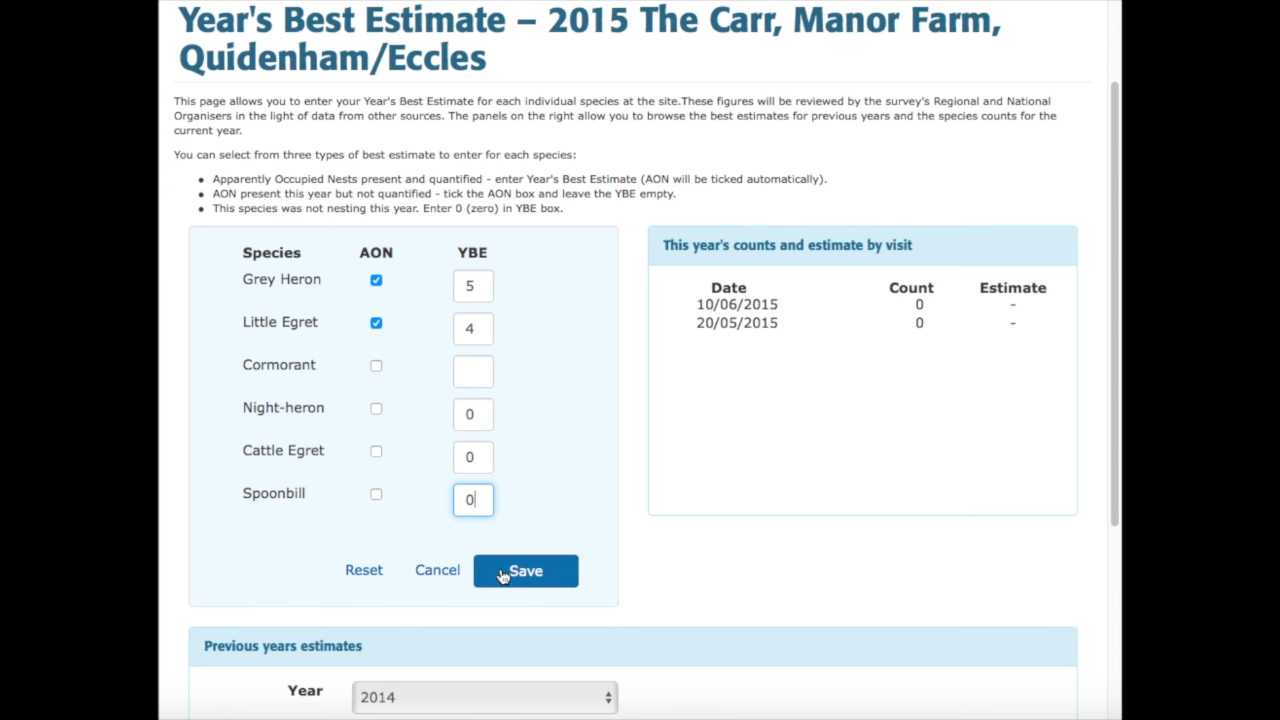 Year's Best Estimate – 2015 The Carr, Manor Farm,
Quidenham/Eccles
This page allows you to enter your Year's Best Estimate for each individual species at the site.These figures will be reviewed by the survey's Regional and National
Organisers in the light of data from other sources. The panels on the right allow you to browse the best estimates for previous years and the species counts for the
current year.
You can select from three types of best estimate to enter for each species:
Apparently Occupied Nests present and quantified - enter Year's Best Estimate (AON will be ticked automatically).
AON present this year but not quantified - tick the AON box and leave the YBE empty.
This species was not nesting this year. Enter 0 (zero) in YBE box.
Species AON YBE
Grey Heron 5
Little Egret 4
Cormorant
Night-heron 0
Cattle Egret 0
Spoonbill 0
Reset Cancel Save
This year's counts and estimate by visit
Date Count Estimate
10/06/2015 0 -
20/05/2015 0 -
Previous years estimates
Year 2014